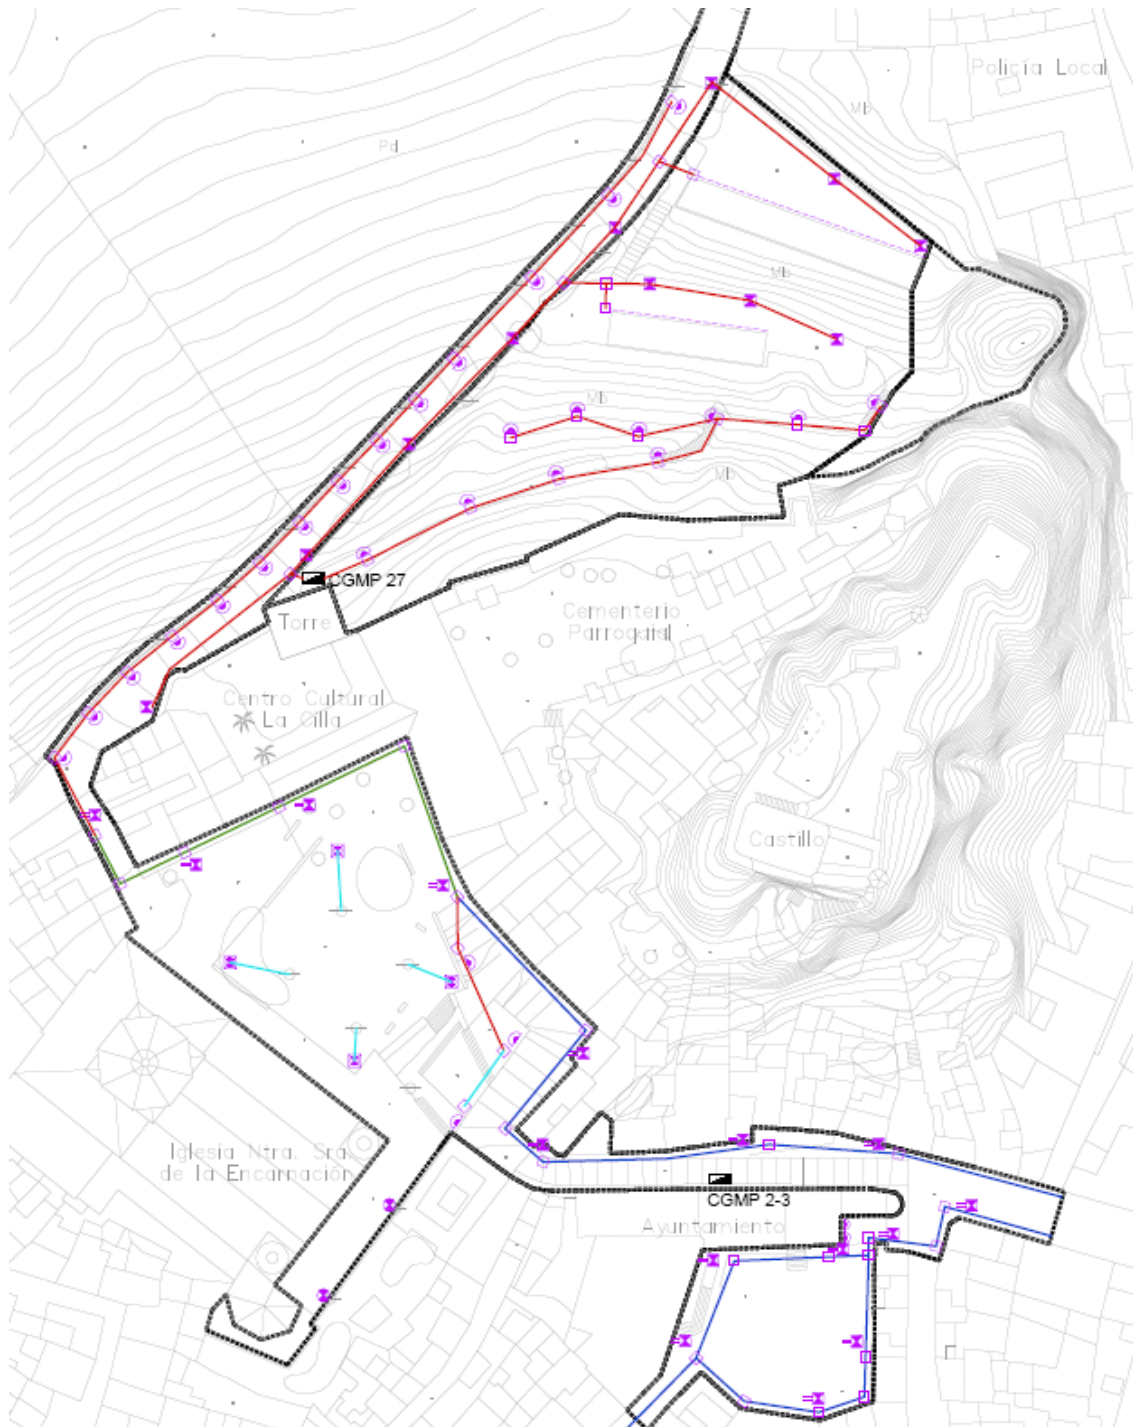 Policía Local
Mb
Pd
Mb
Mb
Mb
CGMP 27
Torre
Cementerio
Parroquial
Centro Cultural
La Cilla
Castillo
Iglesia Ntra. Sra.
de la Encarnación
CGMP 2-3
Ayuntamiento